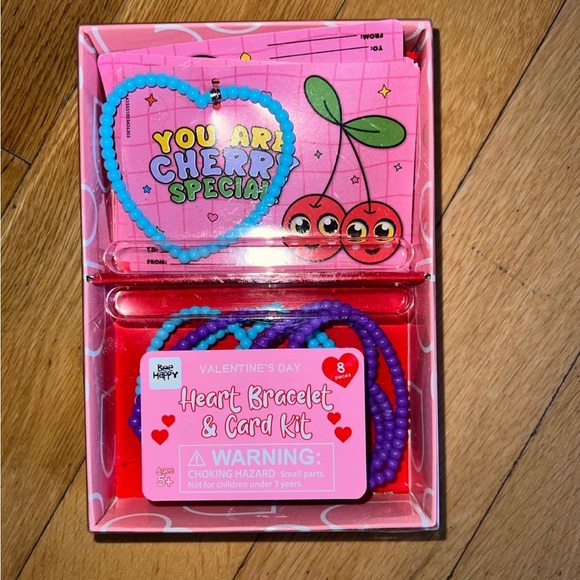 TO:
FROM:
YOU ARE
CHERRY
SPECIAL
FROM:
Bee
Happy
VALENTINE'S DAY
8
pieces
Heart Bracelet
& Card Kit
Ages
5+
WARNING:
CHOKING HAZARD - Small parts.
Not for children under 3 years.